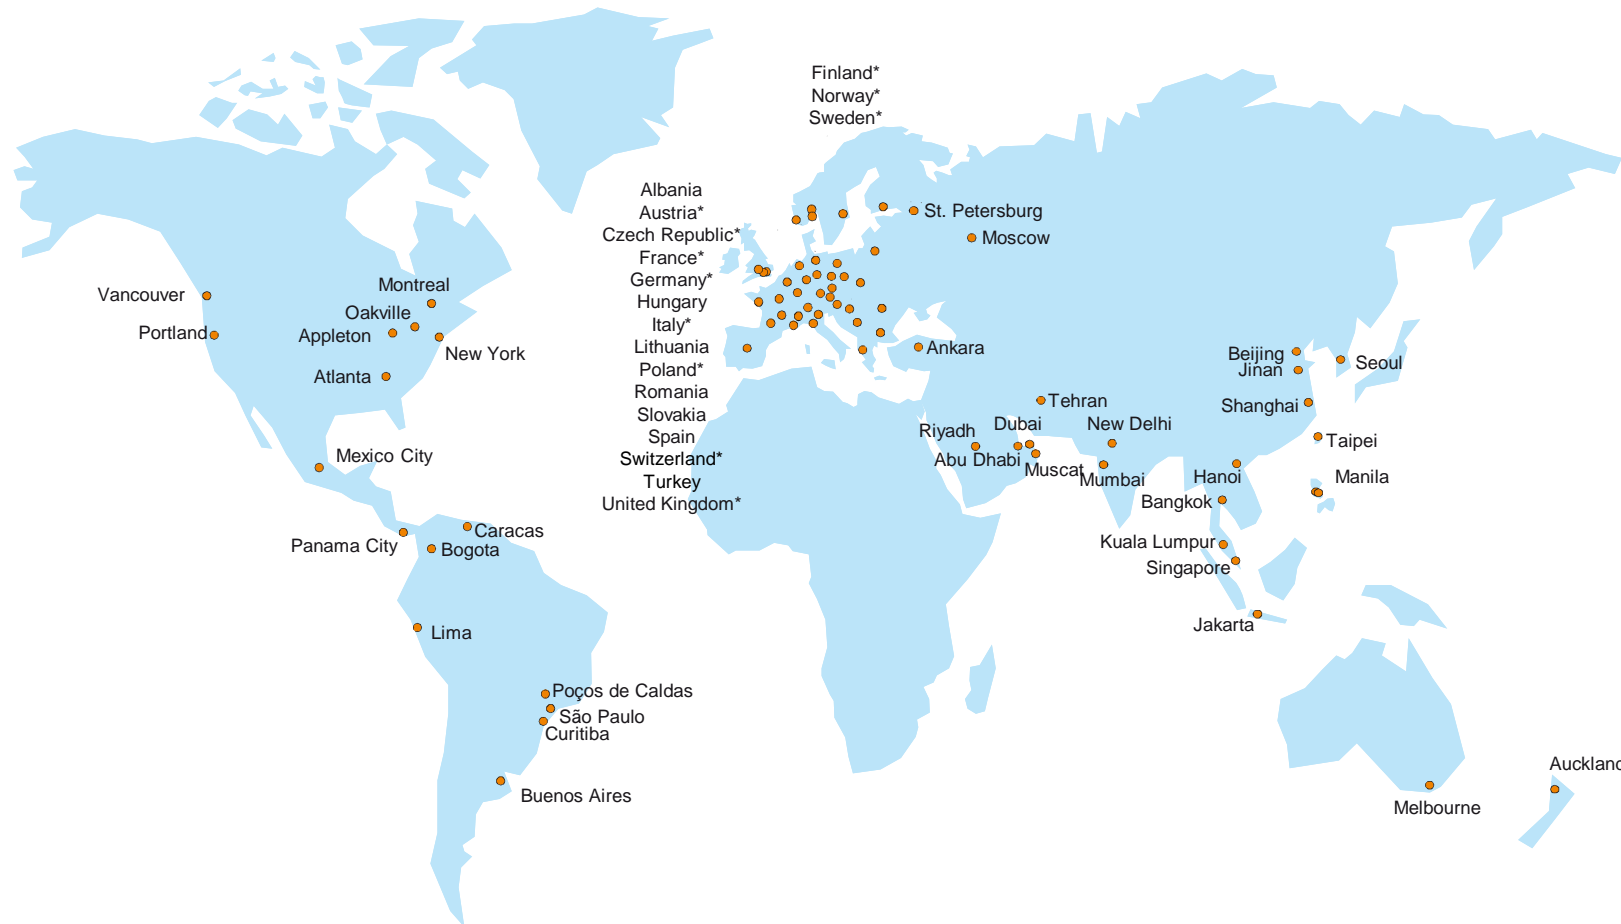 Finland*
Norway*
Sweden*
Albania
Austria*
Czech Republic*
France*
Germany*
Hungary
Italy*
Lithuania
Poland*
Romania
Slovakia
Spain
Switzerland*
Turkey
United Kingdom*
St. Petersburg
Moscow
Vancouver
Portland
Montreal
Oakville
Appleton
New York
Atlanta
Mexico City
Panama City
Caracas
Bogota
Lima
Poços de Caldas
São Paulo
Curitiba
Buenos Aires
Ankara
Tehran
Riyadh
Dubai
Abu Dhabi
Muscat
New Delhi
Mumbai
Beijing
Jinan
Seoul
Shanghai
Taipei
Hanoi
Manila
Bangkok
Kuala Lumpur
Singapore
Jakarta
Melbourne
Auckland